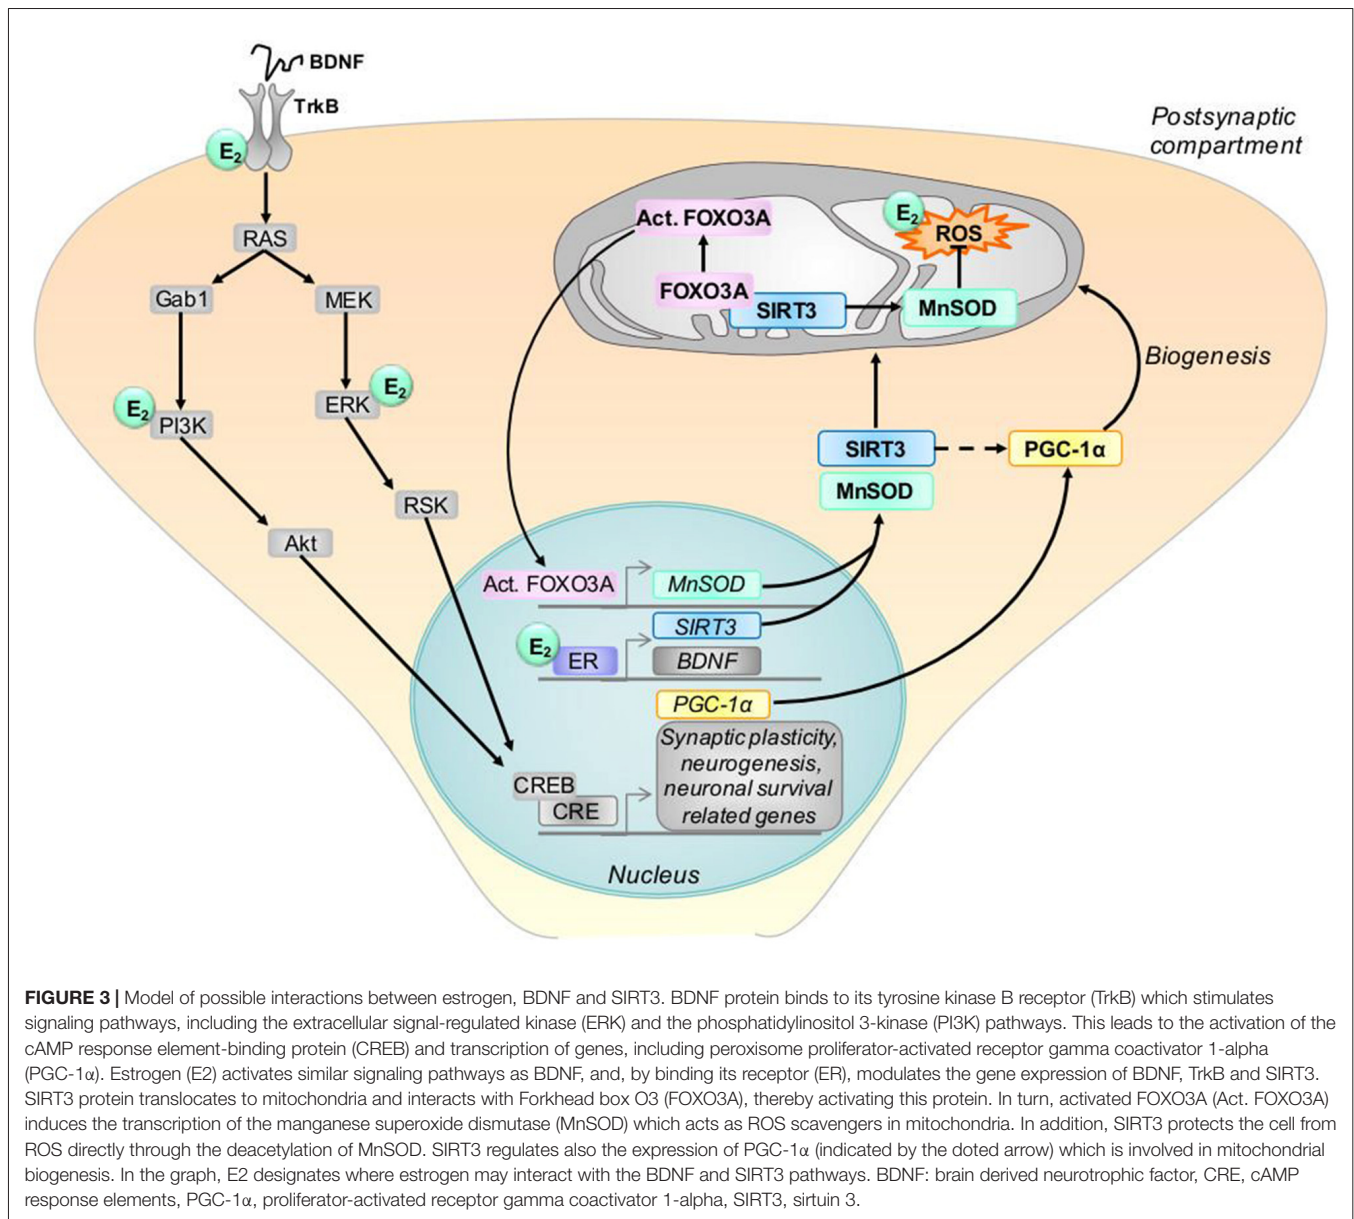 BDNF
TrkB
E2
Postsynaptic
compartment
RAS
Gab1
MEK
E2
PI3K
ERK
E2
RSK
Akt
Act. FOXO3A
E2
ROS
FOXO3A
SIRT3
MnSOD
Biogenesis
SIRT3
PGC-1α
MnSOD
Act. FOXO3A
MnSOD
SIRT3
E2
ER
BDNF
PGC-1α
Synaptic plasticity,
neurogenesis,
neuronal survival
related genes
CREB
CRE
Nucleus
FIGURE 3 | Model of possible interactions between estrogen, BDNF and SIRT3. BDNF protein binds to its tyrosine kinase B receptor (TrkB) which stimulates
signaling pathways, including the extracellular signal-regulated kinase (ERK) and the phosphatidylinositol 3-kinase (PI3K) pathways. This leads to the activation of the
cAMP response element-binding protein (CREB) and transcription of genes, including peroxisome proliferator-activated receptor gamma coactivator 1-alpha
(PGC-1α). Estrogen (E2) activates similar signaling pathways as BDNF, and, by binding its receptor (ER), modulates the gene expression of BDNF, TrkB and SIRT3.
SIRT3 protein translocates to mitochondria and interacts with Forkhead box O3 (FOXO3A), thereby activating this protein. In turn, activated FOXO3A (Act. FOXO3A)
induces the transcription of the manganese superoxide dismutase (MnSOD) which acts as ROS scavengers in mitochondria. In addition, SIRT3 protects the cell from
ROS directly through the deacetylation of MnSOD. SIRT3 regulates also the expression of PGC-1α (indicated by the doted arrow) which is involved in mitochondrial
biogenesis. In the graph, E2 designates where estrogen may interact with the BDNF and SIRT3 pathways. BDNF: brain derived neurotrophic factor, CRE, cAMP
response elements, PGC-1α, proliferator-activated receptor gamma coactivator 1-alpha, SIRT3, sirtuin 3.